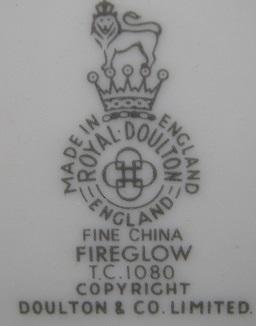 MADE IN ENGLAND
ROYAL·DOULTON
ENGLAND
FINE CHINA
FIREGLOW
T.C.1080
COPYRIGHT
DOULTON & CO. LIMITED.